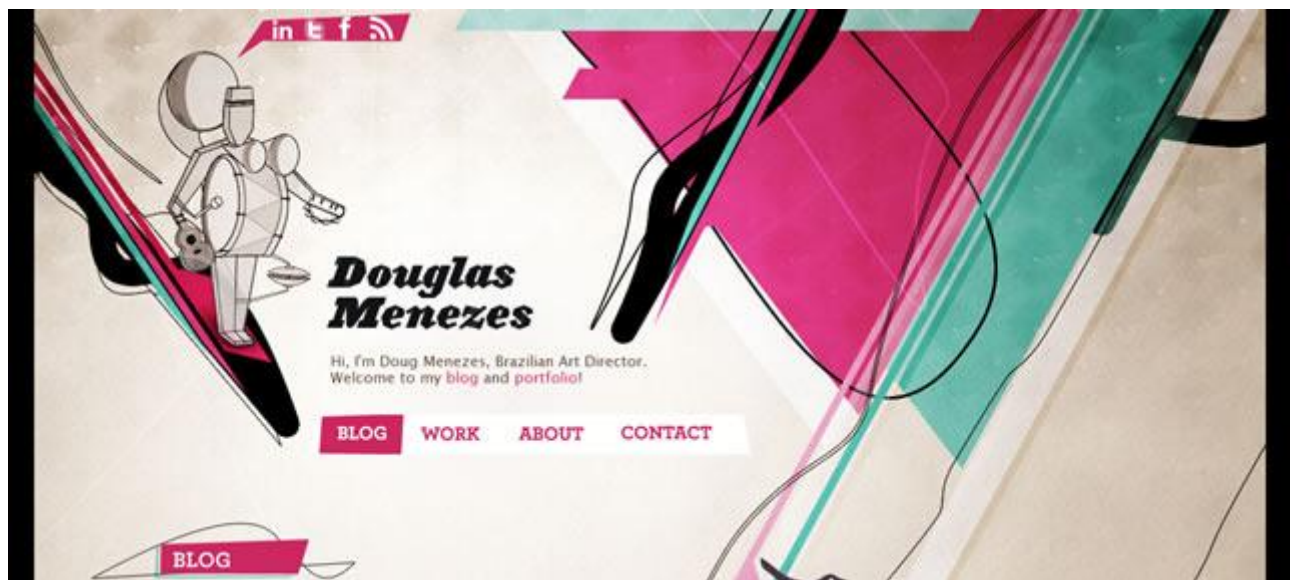 in t f
Douglas
Menezes
Hi, I'm Doug Menezes, Brazilian Art Director.
Welcome to my blog and portfolio!
BLOG WORK ABOUT CONTACT
BLOG